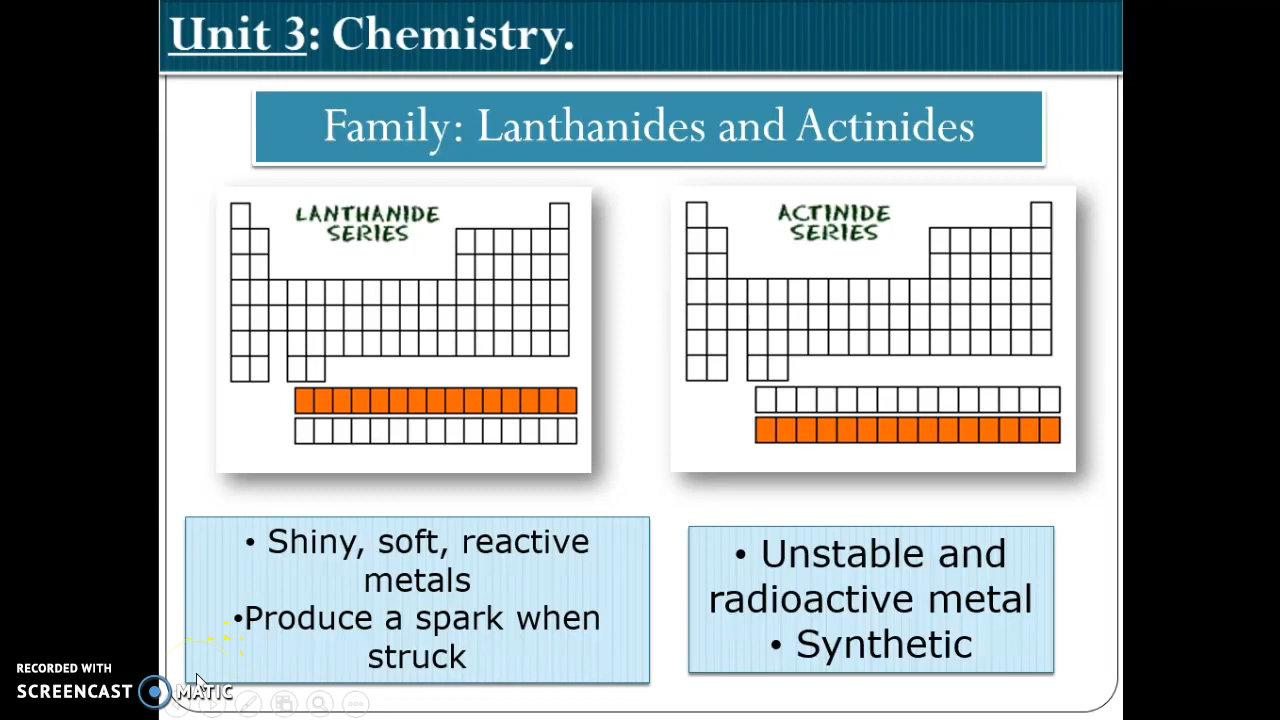 Unit 3: Chemistry.
Family: Lanthanides and Actinides
LANTHANIDE
SERIES
ACTINIDE
SERIES
• Shiny, soft, reactive
metals
•Produce a spark when
struck
• Unstable and
radioactive metal
• Synthetic
RECORDED WITH
SCREENCAST MATIC